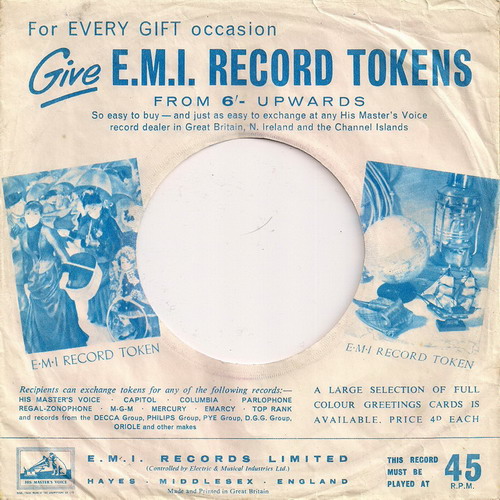 For EVERY GIFT occasion
Give E.M.I. RECORD TOKENS
FROM 6/- UPWARDS
So easy to buy — and just as easy to exchange at any His Master's Voice
record dealer in Great Britain, N. Ireland and the Channel Islands
E·M·I RECORD TOKEN
E·M·I RECORD TOKEN
Recipients can exchange tokens for any of the following records:—
HIS MASTER'S VOICE · CAPITOL · COLUMBIA · PARLOPHONE
REGAL-ZONOPHONE · M-G-M · MERCURY · EMARCY · TOP RANK
and records from the DECCA Group, PHILIPS Group, PYE Group, D.G.G. Group,
ORIOLE and other makes
A LARGE SELECTION OF FULL
COLOUR GREETINGS CARDS IS
AVAILABLE. PRICE 4D EACH
HIS MASTER'S VOICE
E.M.I. RECORDS LIMITED
(Controlled by Electric & Musical Industries Ltd.)
HAYES · MIDDLESEX · ENGLAND
Made and Printed in Great Britain
THIS RECORD
MUST BE
PLAYED AT
45
R.P.M.